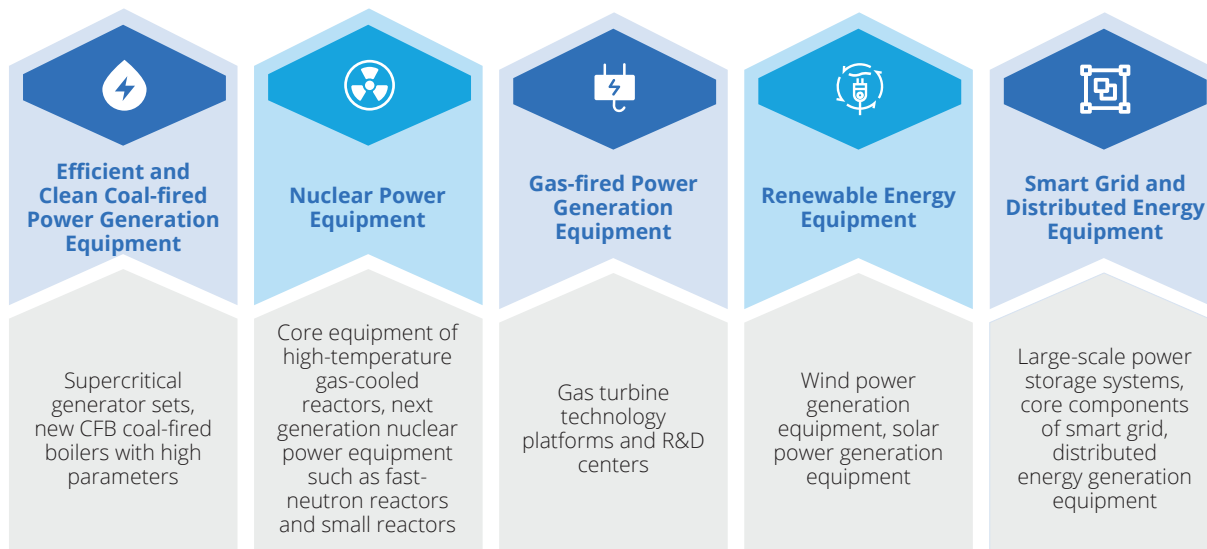 Efficient and
Clean Coal-fired
Power Generation
Equipment
Supercritical
generator sets,
new CFB coal-fired
boilers with high
parameters
Nuclear Power
Equipment
Core equipment of
high-temperature
gas-cooled
reactors, next
generation nuclear
power equipment
such as fast-
neutron reactors
and small reactors
Gas-fired Power
Generation
Equipment
Gas turbine
technology
platforms and R&D
centers
Renewable Energy
Equipment
Wind power
generation
equipment, solar
power generation
equipment
Smart Grid and
Distributed Energy
Equipment
Large-scale power
storage systems,
core components
of smart grid,
distributed
energy generation
equipment